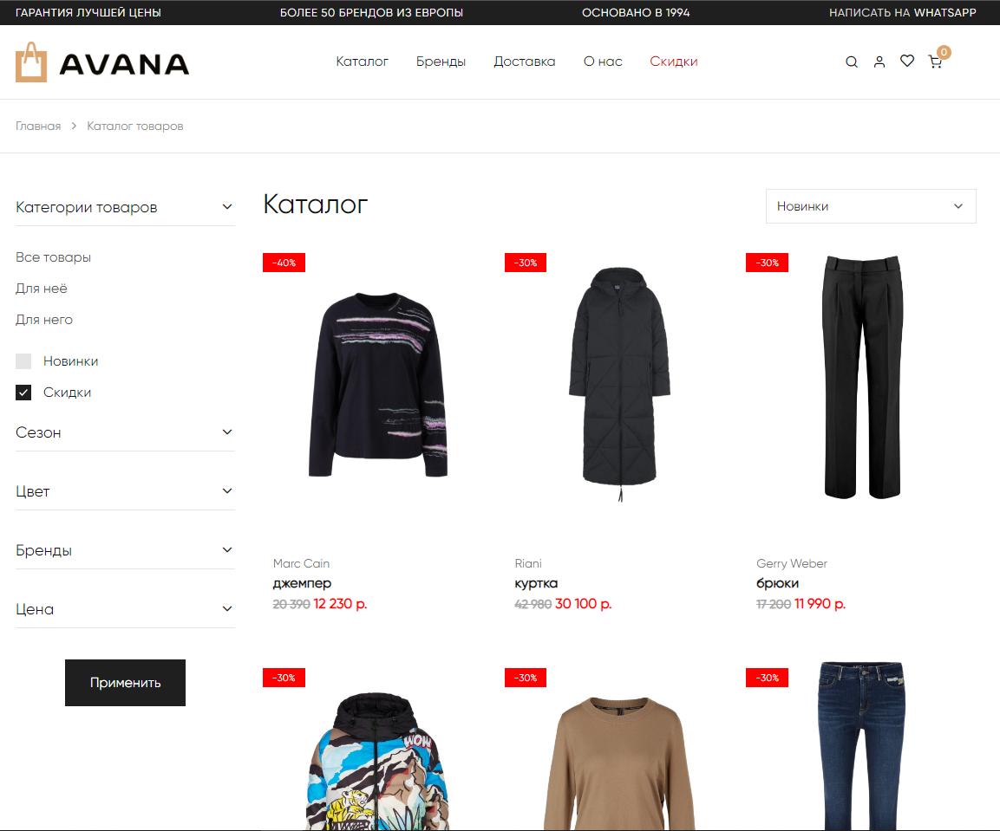 ГАРАНТИЯ ЛУЧШЕЙ ЦЕНЫ
БОЛЕЕ 50 БРЕНДОВ ИЗ ЕВРОПЫ
ОСНОВАНО В 1994
НАПИСАТЬ НА WHATSAPP
AVANA
Каталог
Бренды
Доставка
О нас
Скидки
0
Главная
Каталог товаров
Категории товаров
Все товары
Для неё
Для него
Новинки
Скидки
Сезон
Цвет
Бренды
Цена
Применить
Каталог
Новинки
-40%
-30%
-30%
Marc Cain
джемпер
20 390 12 230 р.
Riani
куртка
42 980 30 100 р.
Gerry Weber
брюки
17 200 11 990 р.
-30%
-30%
-30%
WOW